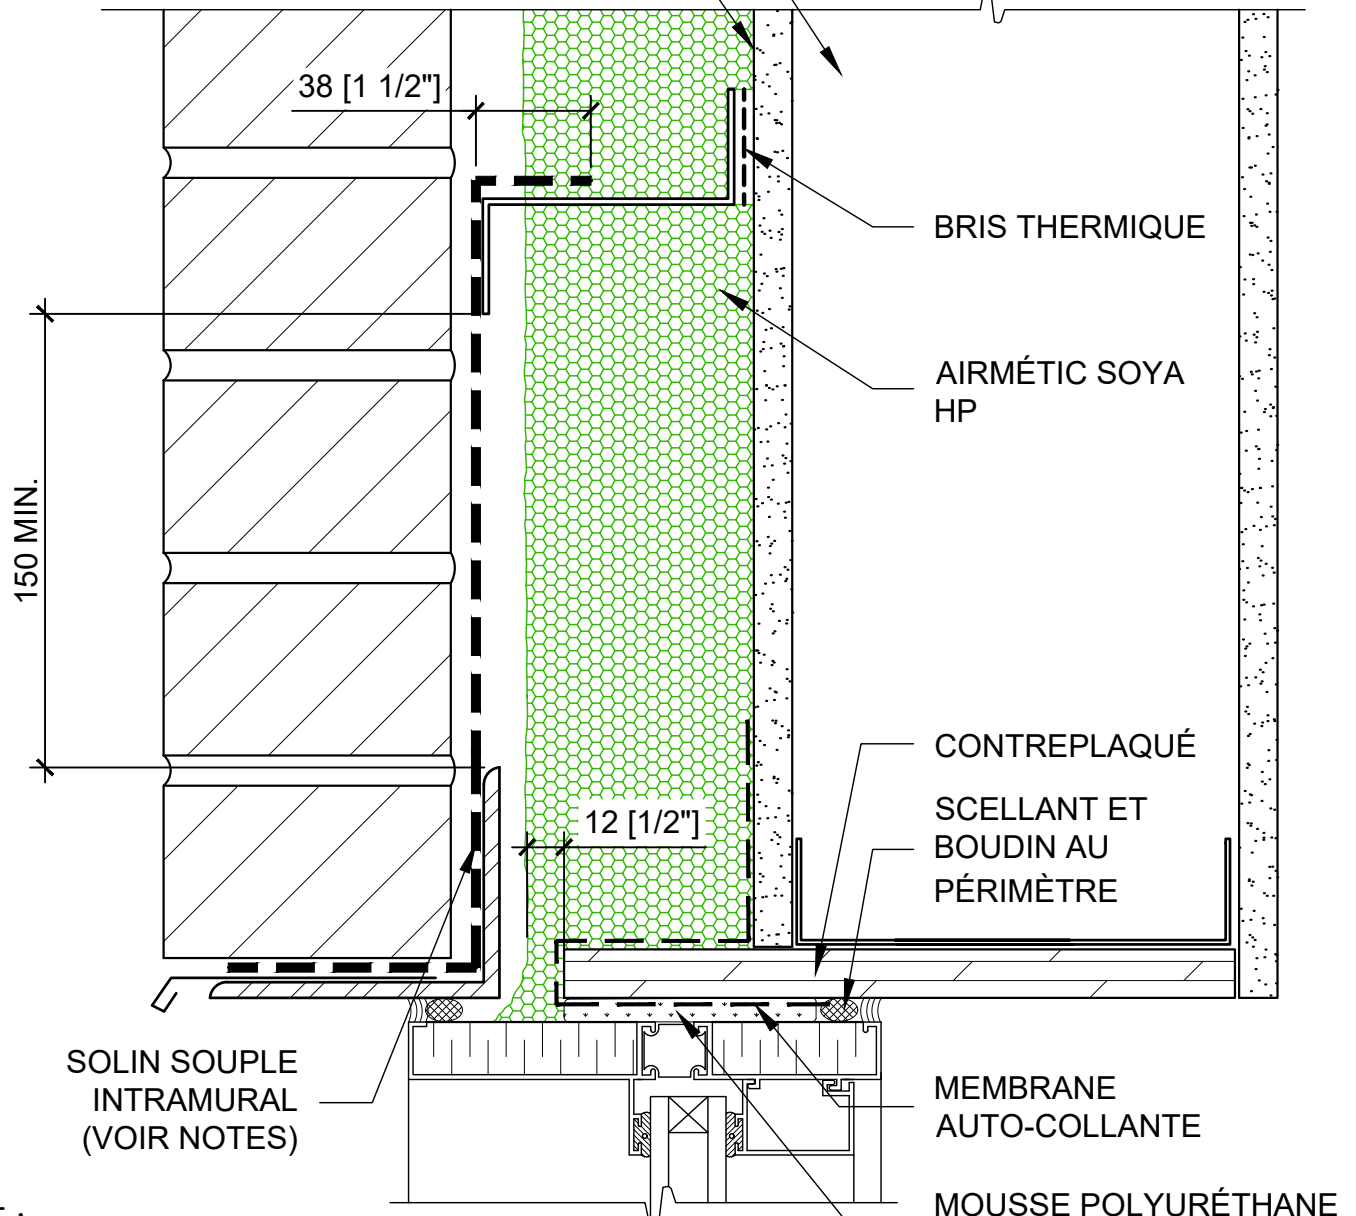 38 [1 1/2"]
BRIS THERMIQUE
AIRMÉTIC SOYA
HP
150 MIN.
CONTREPLAQUÉ
SCELLANT ET
BOUDIN AU
PÉRIMÈTRE
12 [1/2"]
SOLIN SOUPLE
INTRAMURAL
(VOIR NOTES)
MEMBRANE
AUTO-COLLANTE
MOUSSE POLYURÉTHANE